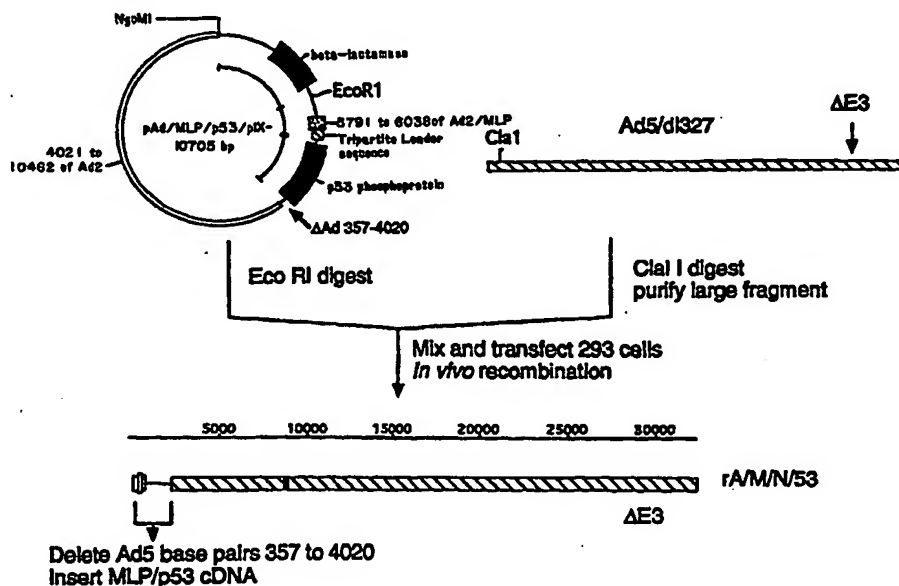 NgoMI
beta-lactamase
EcoR1
5791 to 6038 of Ad2/MLP
Tripartite Leader
sequence
pAd/MLP/p53/pIX-
10705 bp
4021 to
10462 of Ad2
p53 phosphoprotein
ΔAd 357-4020
Cla1
Ad5/dl327
ΔE3
Eco RI digest
Clal I digest
purify large fragment
Mix and transfect 293 cells
In vivo recombination
5000 10000 15000 20000 25000 30000
rA/M/N/53
ΔE3
Delete Ad5 base pairs 357 to 4020
Insert MLP/p53 cDNA